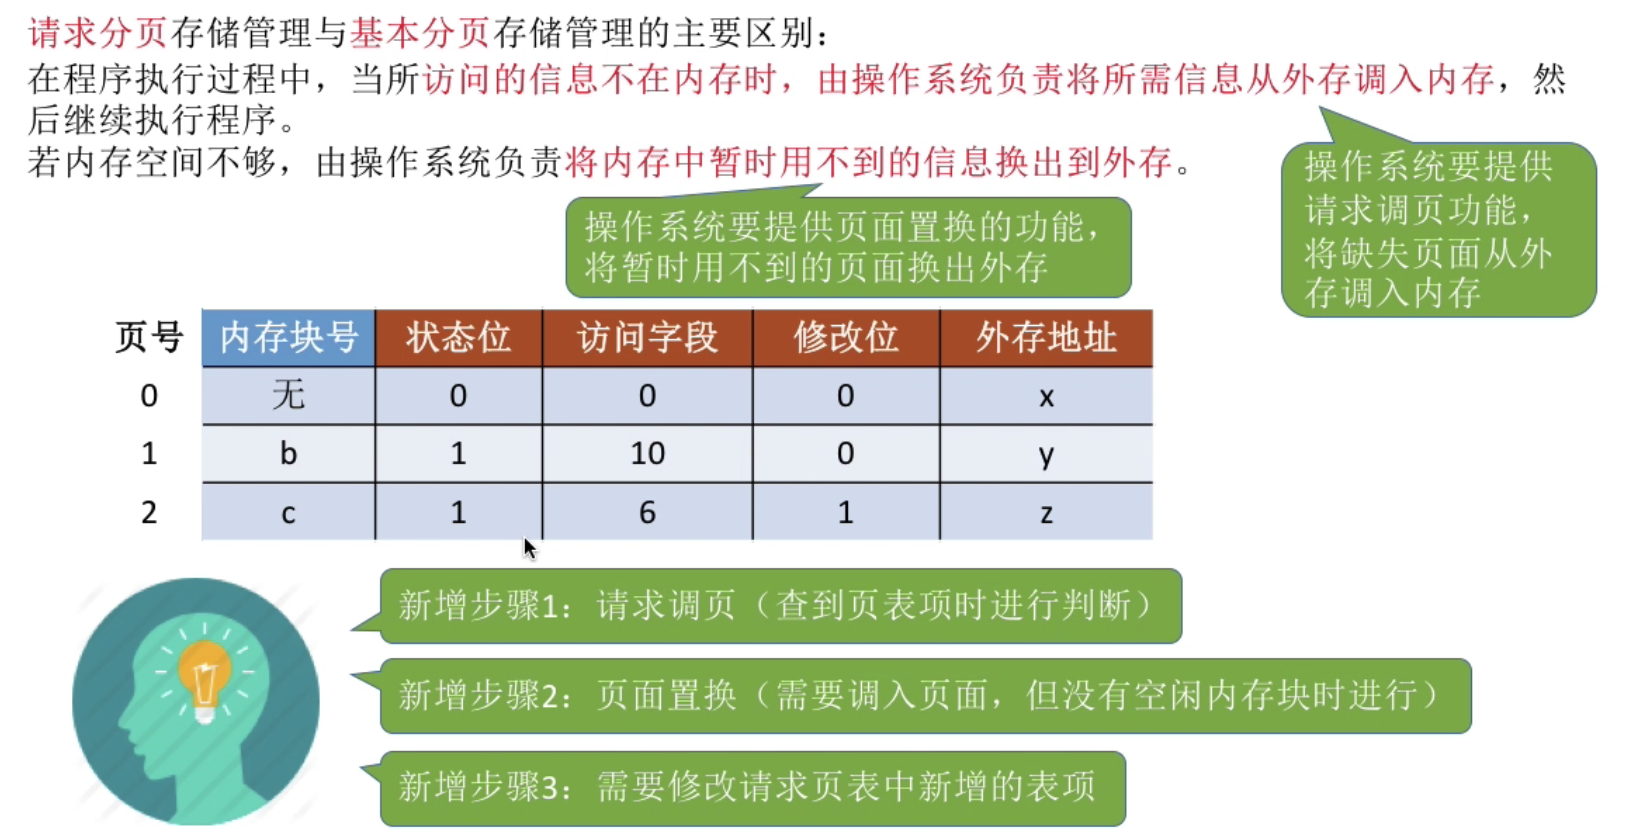 请求分页存储管理与基本分页存储管理的主要区别：
在程序执行过程中，当所访问的信息不在内存时，由操作系统负责将所需信息从外存调入内存，然
后继续执行程序。
若内存空间不够，由操作系统负责将内存中暂时用不到的信息换出到外存。
操作系统要提供
请求调页功能，
将缺失页面从外
存调入内存
操作系统要提供页面置换的功能，
将暂时用不到的页面换出外存
页号 内存块号 状态位 访问字段 修改位 外存地址
0 无 0 0 0 x
1 b 1 10 0 y
2 c 1 6 1 z
新增步骤1：请求调页（查到页表项时进行判断）
新增步骤2：页面置换（需要调入页面，但没有空闲内存块时进行）
新增步骤3：需要修改请求页表中新增的表项